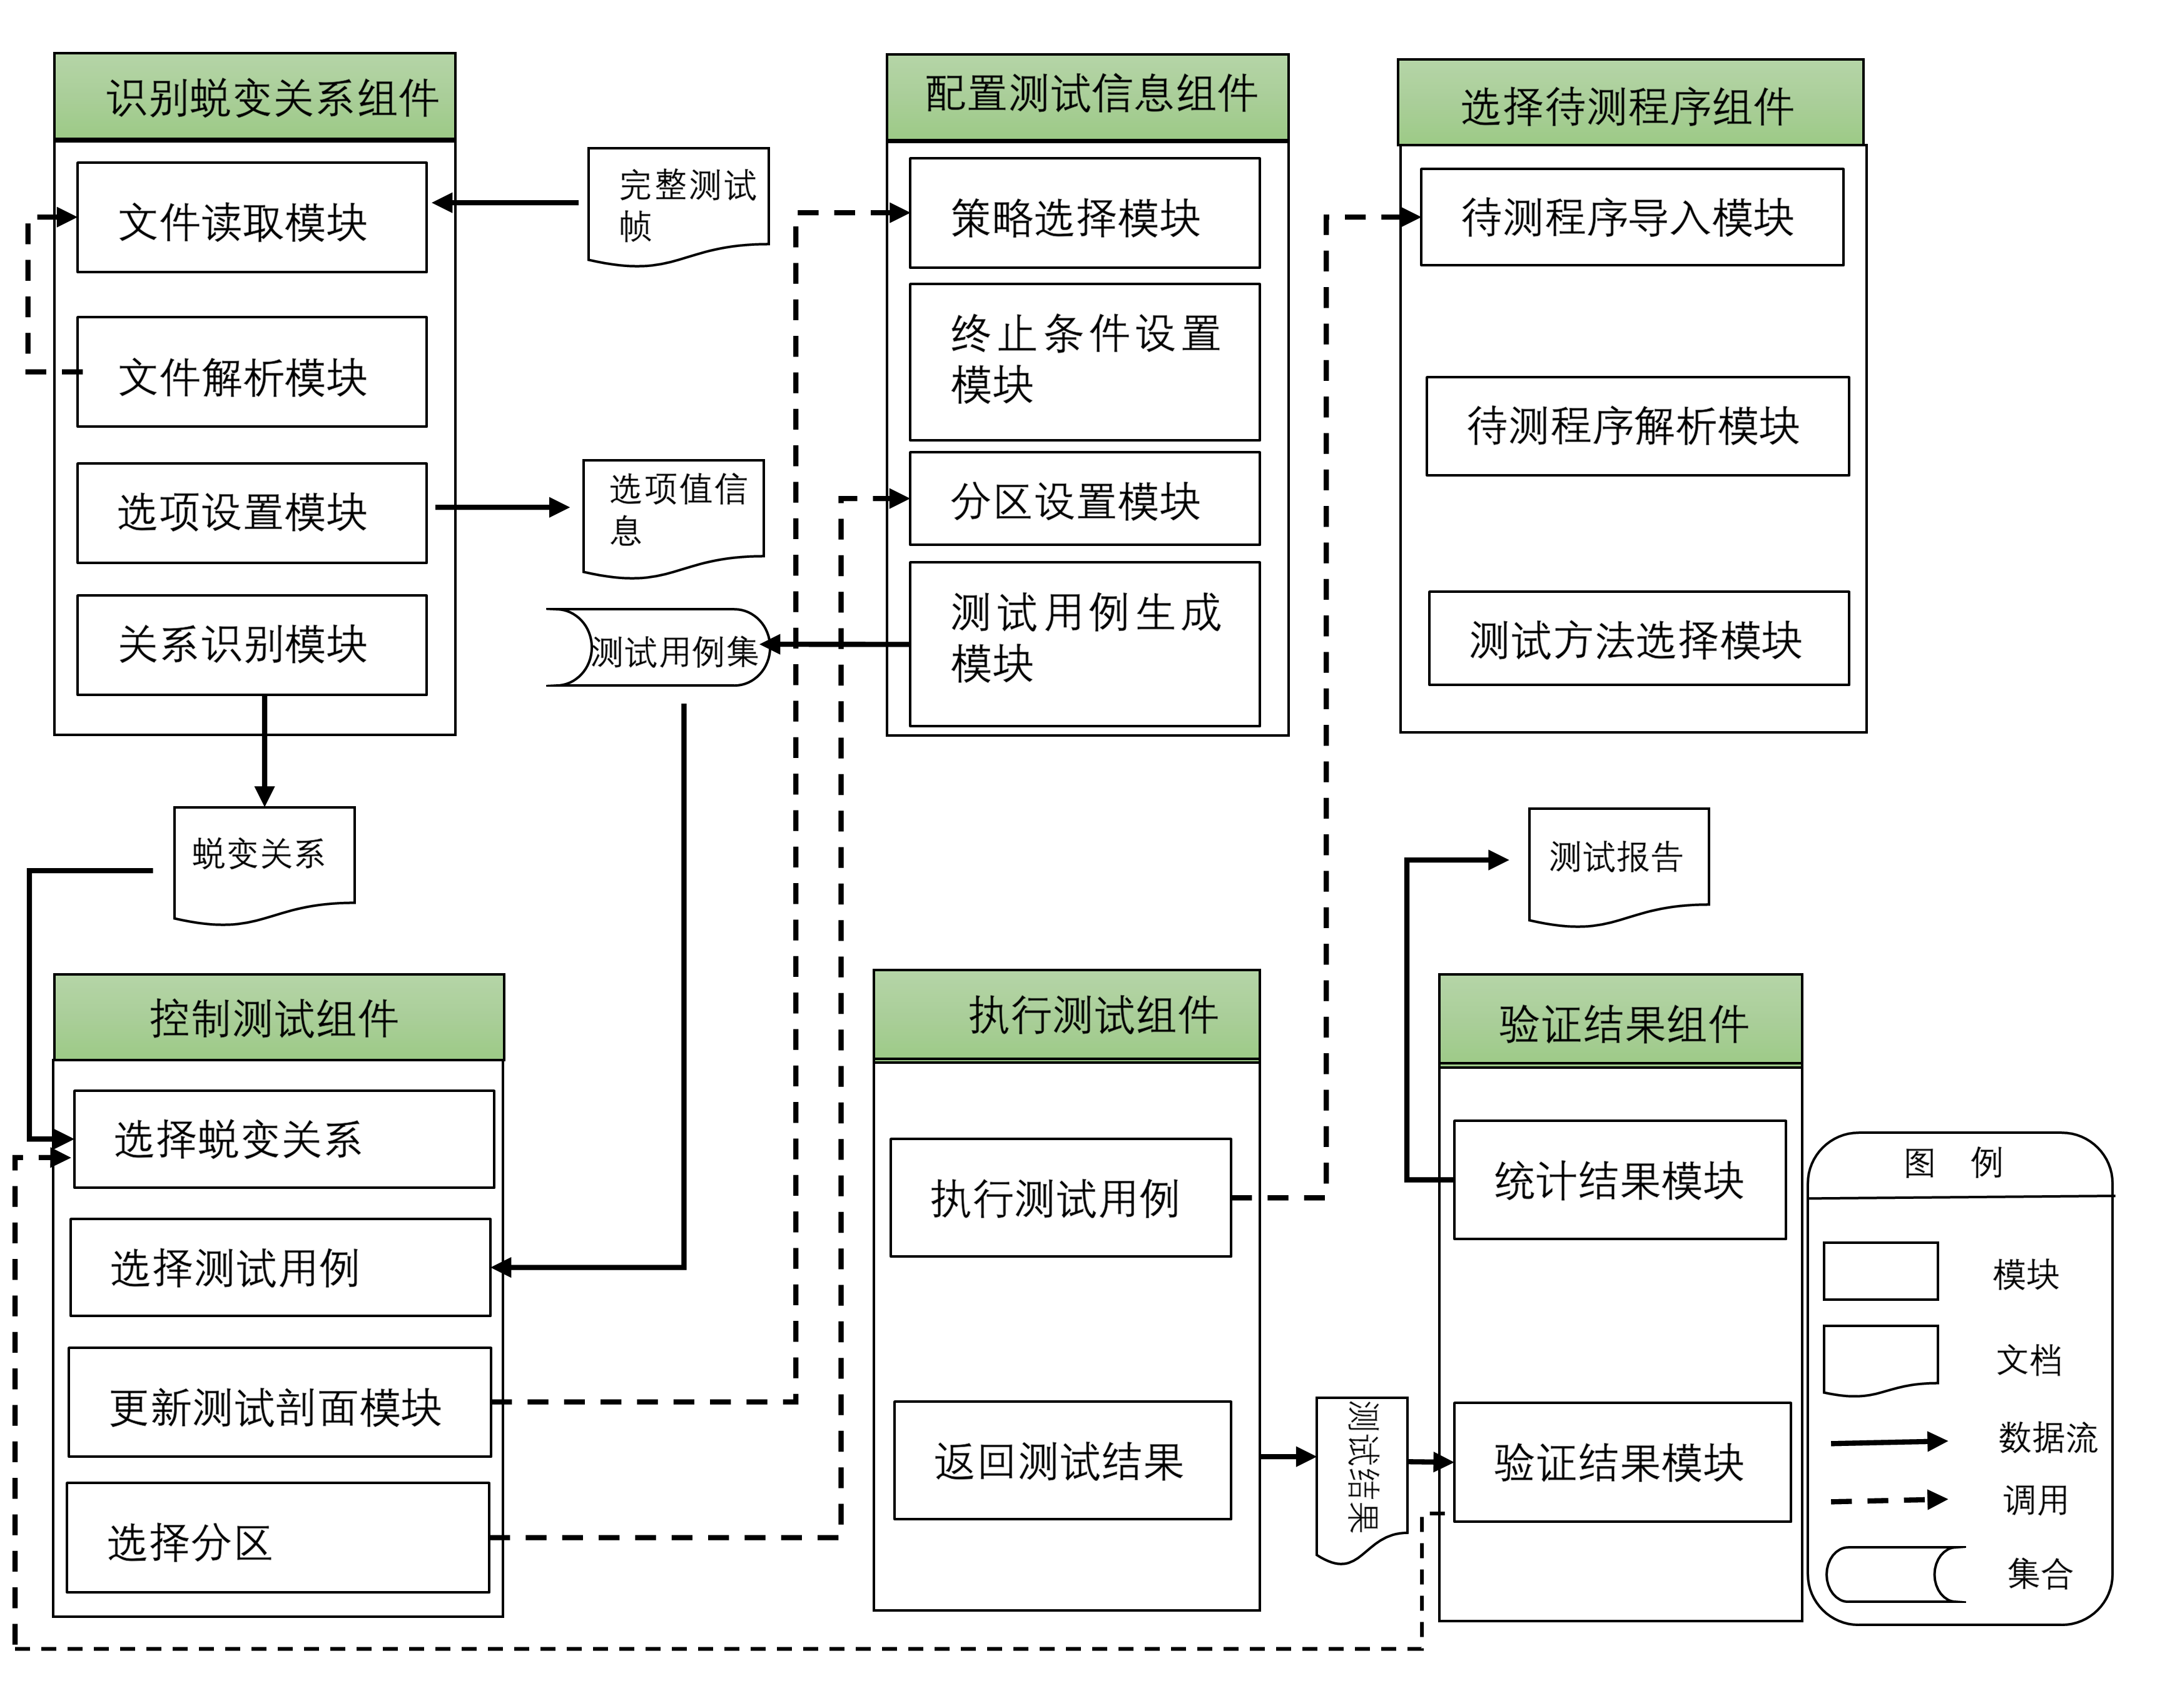 识别蜕变关系组件
文件读取模块
文件解析模块
选项设置模块
关系识别模块
完整测试
帧
选项值信
息
测试用例集
配置测试信息组件
策略选择模块
终止条件设置
模块
分区设置模块
测试用例生成
模块
选择待测程序组件
待测程序导入模块
待测程序解析模块
测试方法选择模块
蜕变关系
测试报告
控制测试组件
选择蜕变关系
选择测试用例
更新测试剖面模块
选择分区
执行测试组件
执行测试用例
返回测试结果
测试结果
验证结果组件
统计结果模块
验证结果模块
图 例
模块
文档
数据流
调用
集合